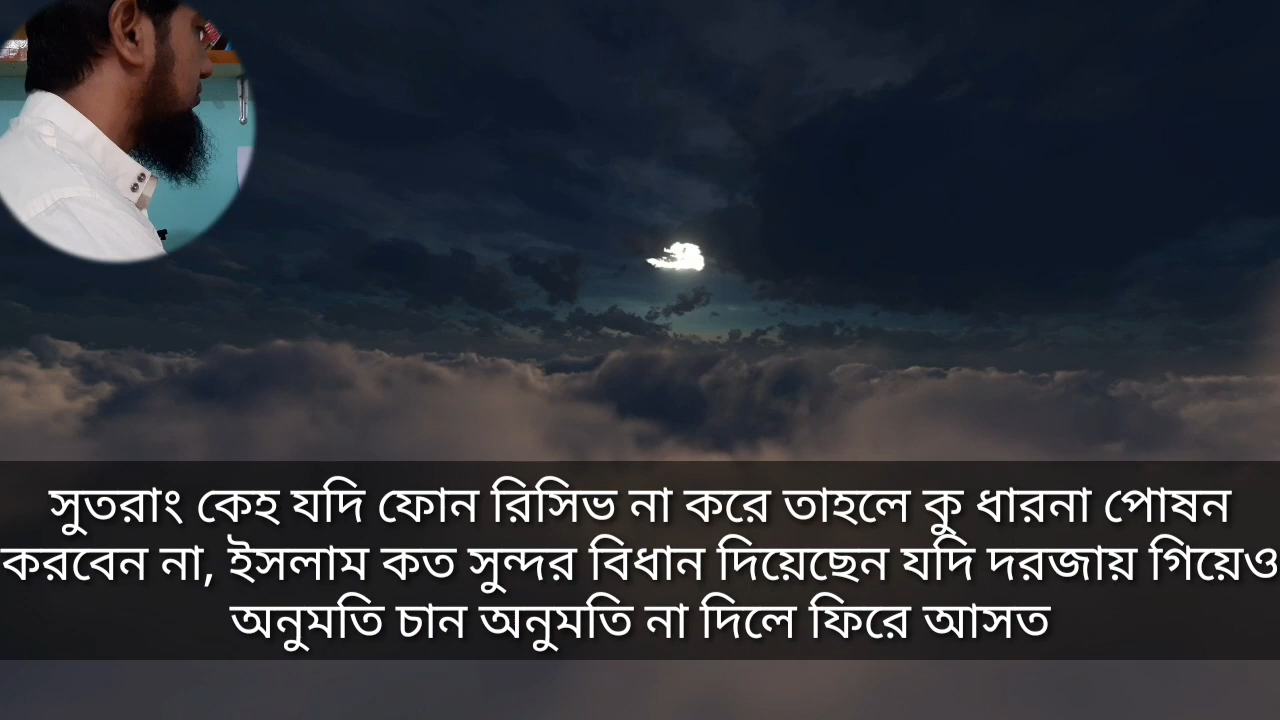 সুতরাং কেহ যদি ফোন রিসিভ না করে তাহলে কু ধারনা পোষন
করবেন না, ইসলাম কত সুন্দর বিধান দিয়েছেন যদি দরজায় গিয়েও
অনুমতি চান অনুমতি না দিলে ফিরে আসত